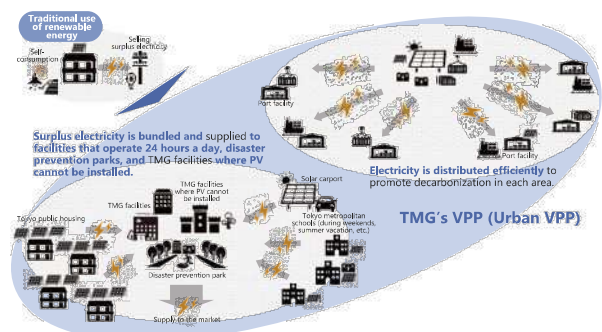 Traditional use
of renewable
energy
Selling
surplus electricity
Self-
consumption
Port facility
Port facility
Surplus electricity is bundled and supplied to
facilities that operate 24 hours a day, disaster
prevention parks, and TMG facilities where PV
cannot be installed.
Electricity is distributed efficiently to
promote decarbonization in each area.
TMG's VPP (Urban VPP)
Solar carport
TMG facilities
where PV cannot
be installed
TMG facilities
Tokyo metropolitan
schools (during weekends,
summer vacation, etc.)
Tokyo public housing
Disaster prevention park
Supply to the market